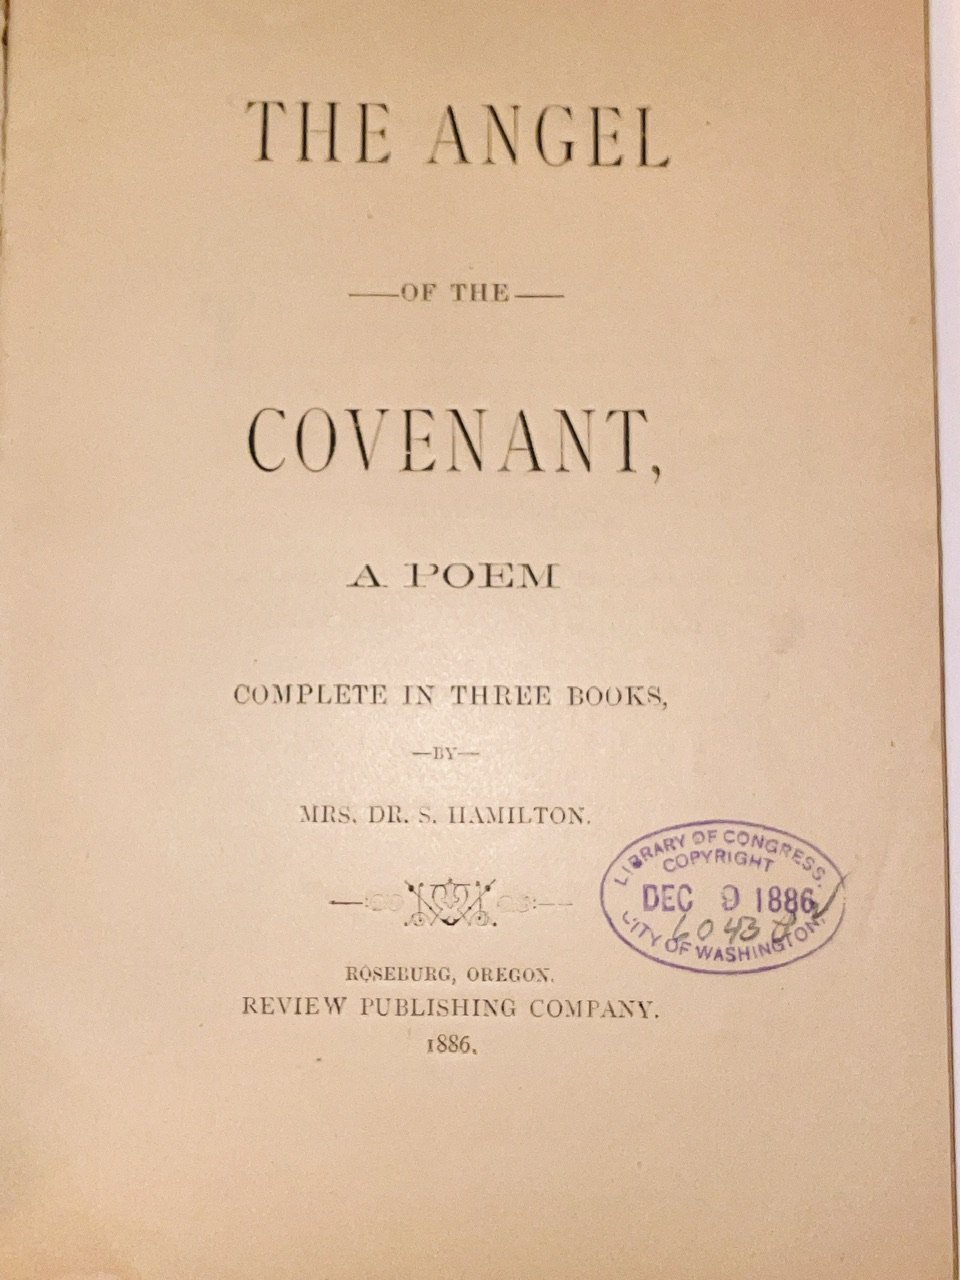 THE ANGEL
OF THE
COVENANT,
A POEM
COMPLETE IN THREE BOOKS,
—BY—
MRS. DR. S. HAMILTON.
LIBRARY OF CONGRESS,
COPYRIGHT
DEC 9 1886
CITY OF WASHINGTON,
ROSEBURG, OREGON.
REVIEW PUBLISHING COMPANY.
1886.